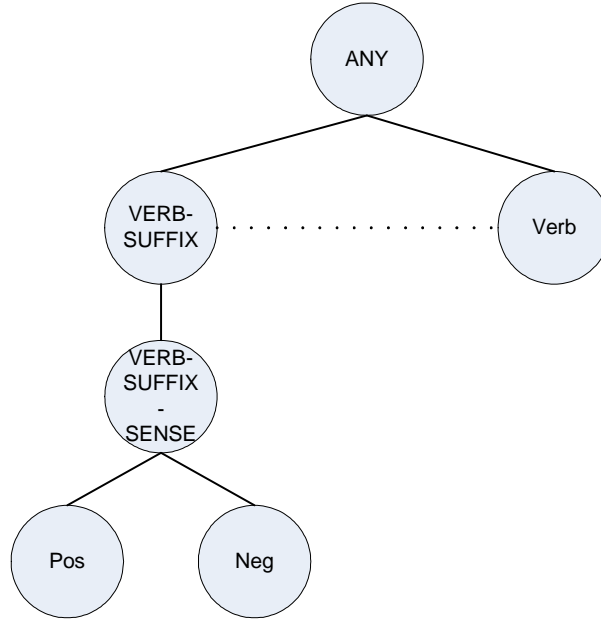 ANY
VERB-
SUFFIX
Verb
VERB-
SUFFIX
-
SENSE
Pos
Neg